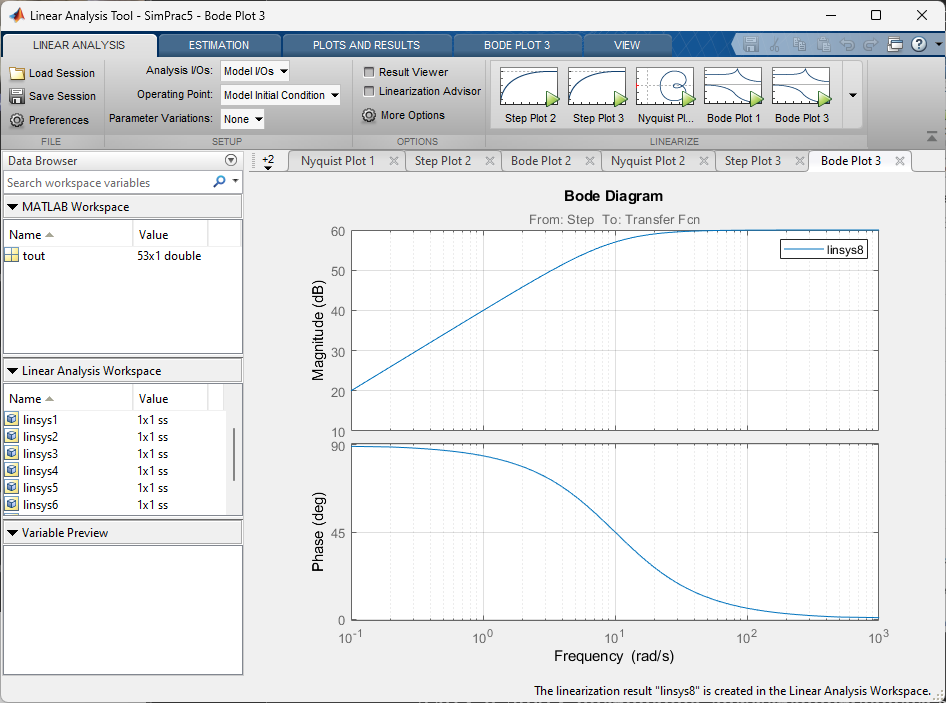 Linear Analysis Tool - SimPrac5 - Bode Plot 3
LINEAR ANALYSIS ESTIMATION PLOTS AND RESULTS BODE PLOT 3 VIEW
Load Session
Save Session
Preferences
FILE
Analysis I/Os: Model I/Os
Operating Point: Model Initial Condition
Parameter Variations: None
SETUP
Result Viewer
Linearization Advisor
More Options
OPTIONS
Step Plot 2 Step Plot 3 Nyquist Pl... Bode Plot 1 Bode Plot 3
LINEARIZE
Data Browser
Search workspace variables
MATLAB Workspace
Name Value
tout 53x1 double
Linear Analysis Workspace
Name Value
linsys1 1x1 ss
linsys2 1x1 ss
linsys3 1x1 ss
linsys4 1x1 ss
linsys5 1x1 ss
linsys6 1x1 ss
Variable Preview
+2 Nyquist Plot 1 Step Plot 2 Bode Plot 2 Nyquist Plot 2 Step Plot 3 Bode Plot 3
Bode Diagram
From: Step To: Transfer Fcn
linsys8
Magnitude (dB)
60
50
40
30
20
10
Phase (deg)
90
45
0
10⁻¹ 10⁰ 10¹ 10² 10³
Frequency (rad/s)
The linearization result "linsys8" is created in the Linear Analysis Workspace.